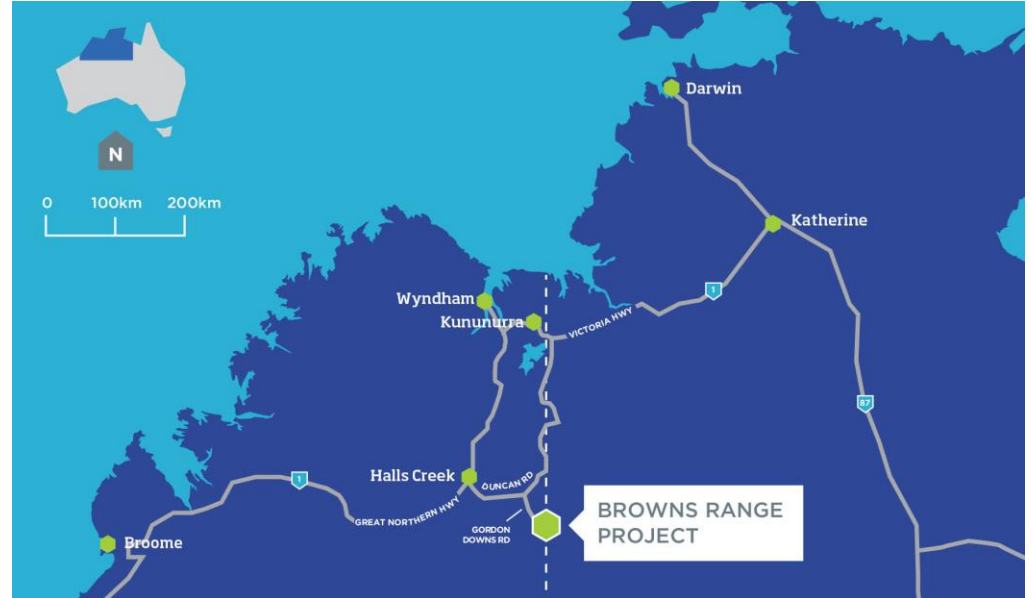 Darwin
N
0 100km 200km
Katherine
1
Wyndham
Kununurra
VICTORIA HWY
87
Halls Creek
DUNCAN RD
1
GREAT NORTHERN HWY
GORDON
DOWNS RD
BROWNS RANGE
PROJECT
Broome